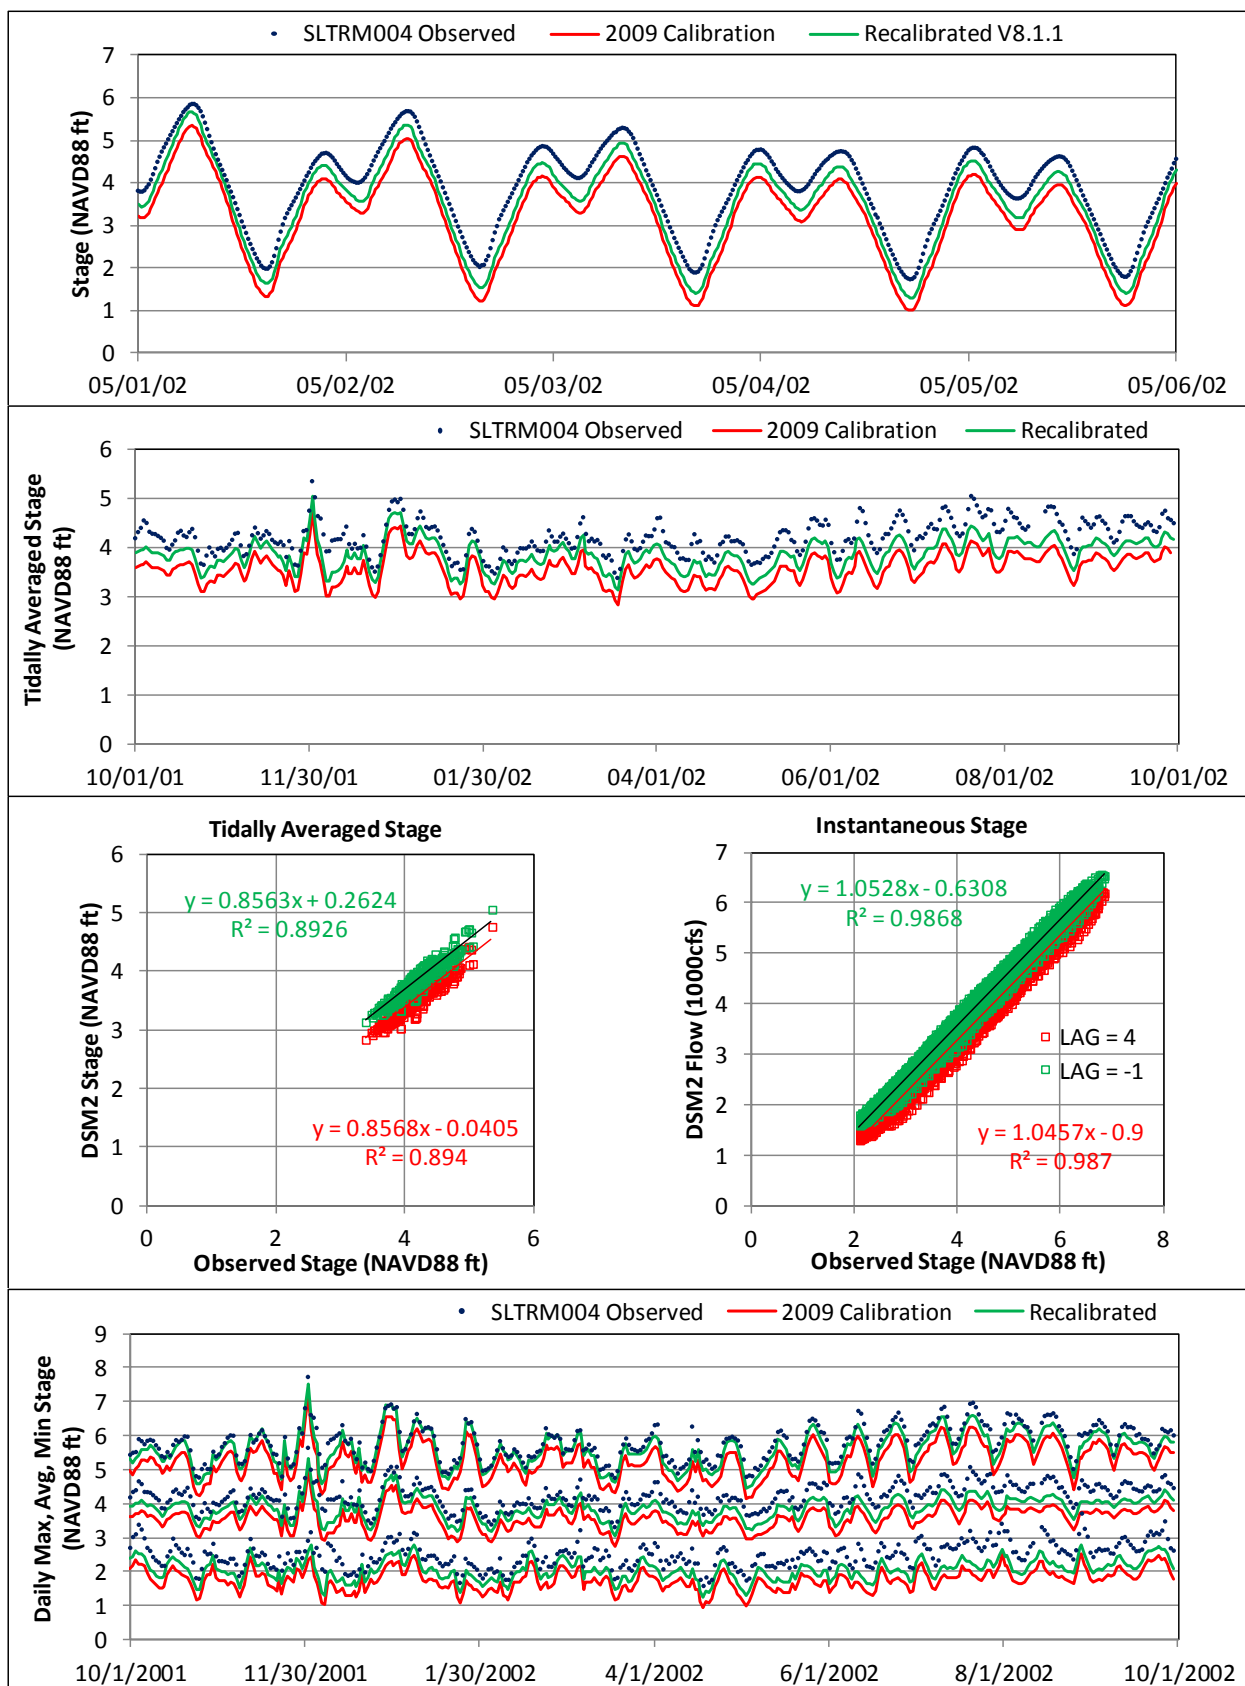 SLTRM004 Observed 2009 Calibration Recalibrated V8.1.1
7
6
5
4
3
2
1
0
Stage (NAVD88 ft)
05/01/02 05/02/02 05/03/02 05/04/02 05/05/02 05/06/02
SLTRM004 Observed 2009 Calibration Recalibrated
6
5
4
3
2
1
0
Tidally Averaged Stage
(NAVD88 ft)
10/01/01 11/30/01 01/30/02 04/01/02 06/01/02 08/01/02 10/01/02
Tidally Averaged Stage
6
5
4
3
2
1
0
DSM2 Stage (NAVD88 ft)
y = 0.8563x + 0.2624
R² = 0.8926
y = 0.8568x - 0.0405
R² = 0.894
0 2 4 6
Observed Stage (NAVD88 ft)
Instantaneous Stage
7
6
5
4
3
2
1
0
DSM2 Flow (1000cfs)
y = 1.0528x - 0.6308
R² = 0.9868
LAG = 4
LAG = -1
y = 1.0457x - 0.9
R² = 0.987
0 2 4 6 8
Observed Stage (NAVD88 ft)
SLTRM004 Observed 2009 Calibration Recalibrated
9
8
7
6
5
4
3
2
1
0
Daily Max, Avg, Min Stage
(NAVD88 ft)
10/1/2001 11/30/2001 1/30/2002 4/1/2002 6/1/2002 8/1/2002 10/1/2002